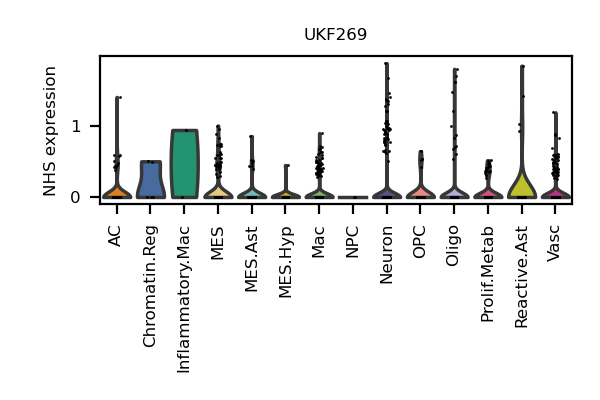 UKF269
NHS expression
1
0
AC
Chromatin.Reg
Inflammatory.Mac
MES
MES.Ast
MES.Hyp
Mac
NPC
Neuron
OPC
Oligo
Prolif.Metab
Reactive.Ast
Vasc